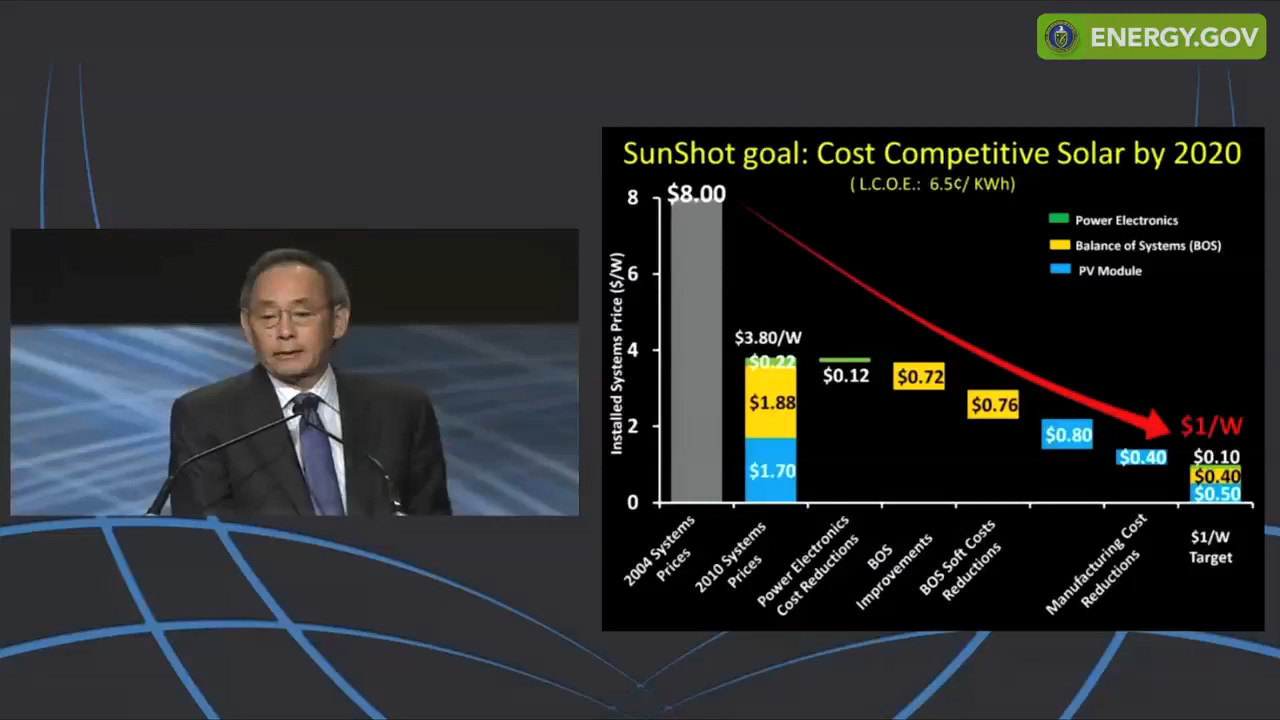 ENERGY.GOV
SunShot goal: Cost Competitive Solar by 2020
( L.C.O.E.: 6.5¢/ KWh)
Installed Systems Price ($/W)
8
6
4
2
0
$8.00
Power Electronics
Balance of Systems (BOS)
PV Module
$3.80/W
$0.22
$1.88
$1.70
$0.12
$0.72
$0.76
$0.80
$0.40
$1/W
$0.10
$0.40
$0.50
2004 Systems
Prices
2010 Systems
Prices
Power Electronics
Cost Reductions
BOS
Improvements
BOS Soft Costs
Reductions
Manufacturing Cost
Reductions
$1/W
Target